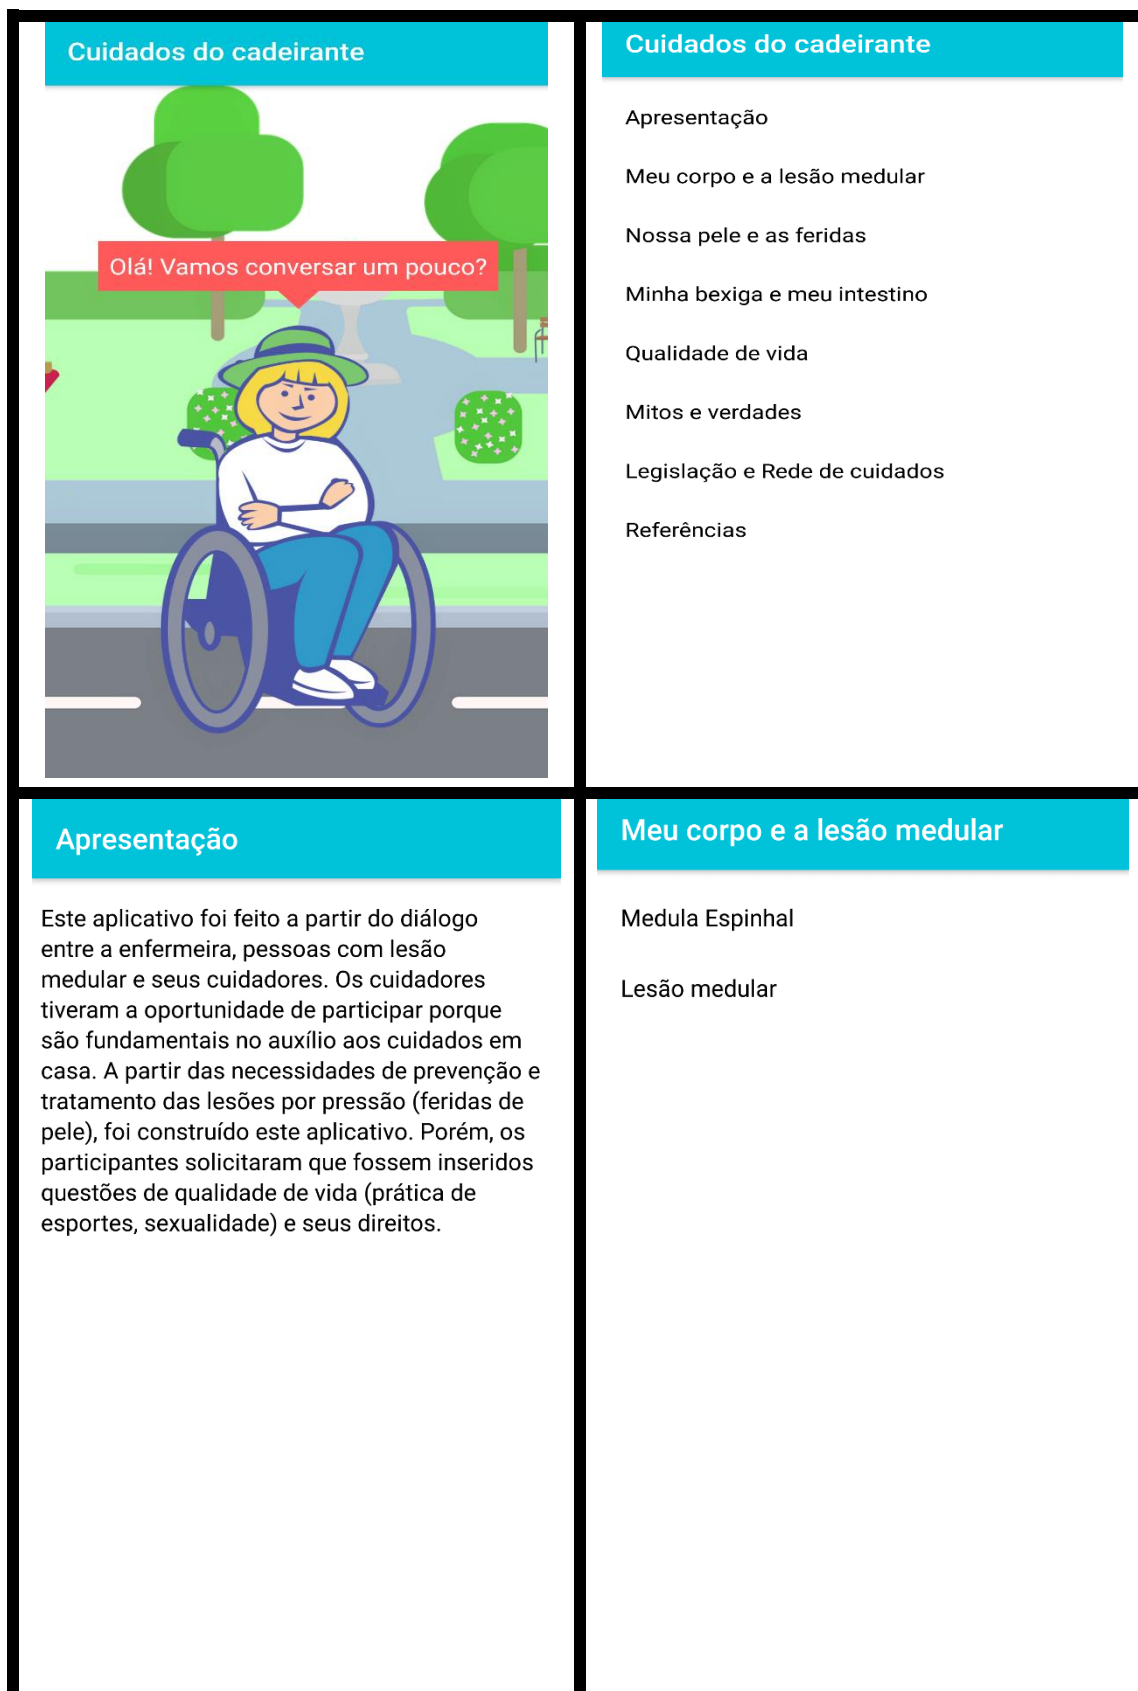 Cuidados do cadeirante
Olá! Vamos conversar um pouco?
Cuidados do cadeirante
Apresentação
Meu corpo e a lesão medular
Nossa pele e as feridas
Minha bexiga e meu intestino
Qualidade de vida
Mitos e verdades
Legislação e Rede de cuidados
Referências
Apresentação
Este aplicativo foi feito a partir do diálogo
entre a enfermeira, pessoas com lesão
medular e seus cuidadores. Os cuidadores
tiveram a oportunidade de participar porque
são fundamentais no auxílio aos cuidados em
casa. A partir das necessidades de prevenção e
tratamento das lesões por pressão (feridas de
pele), foi construído este aplicativo. Porém, os
participantes solicitaram que fossem inseridos
questões de qualidade de vida (prática de
esportes, sexualidade) e seus direitos.
Meu corpo e a lesão medular
Medula Espinhal
Lesão medular